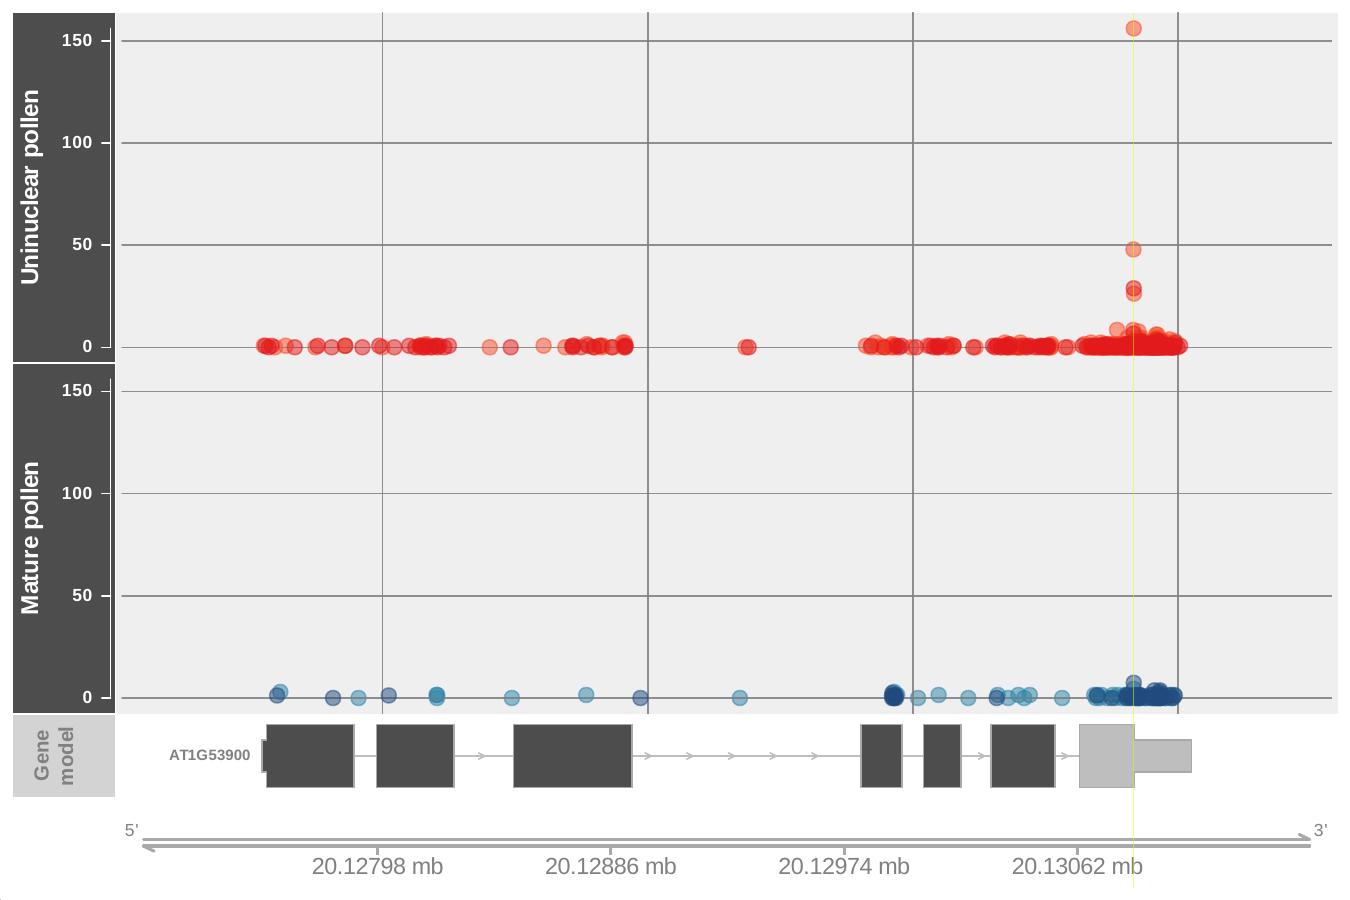 Uninuclear pollen
150
100
50
0
Mature pollen
150
100
50
0
Gene
model
AT1G53900
5'
3'
20.12798 mb
20.12886 mb
20.12974 mb
20.13062 mb